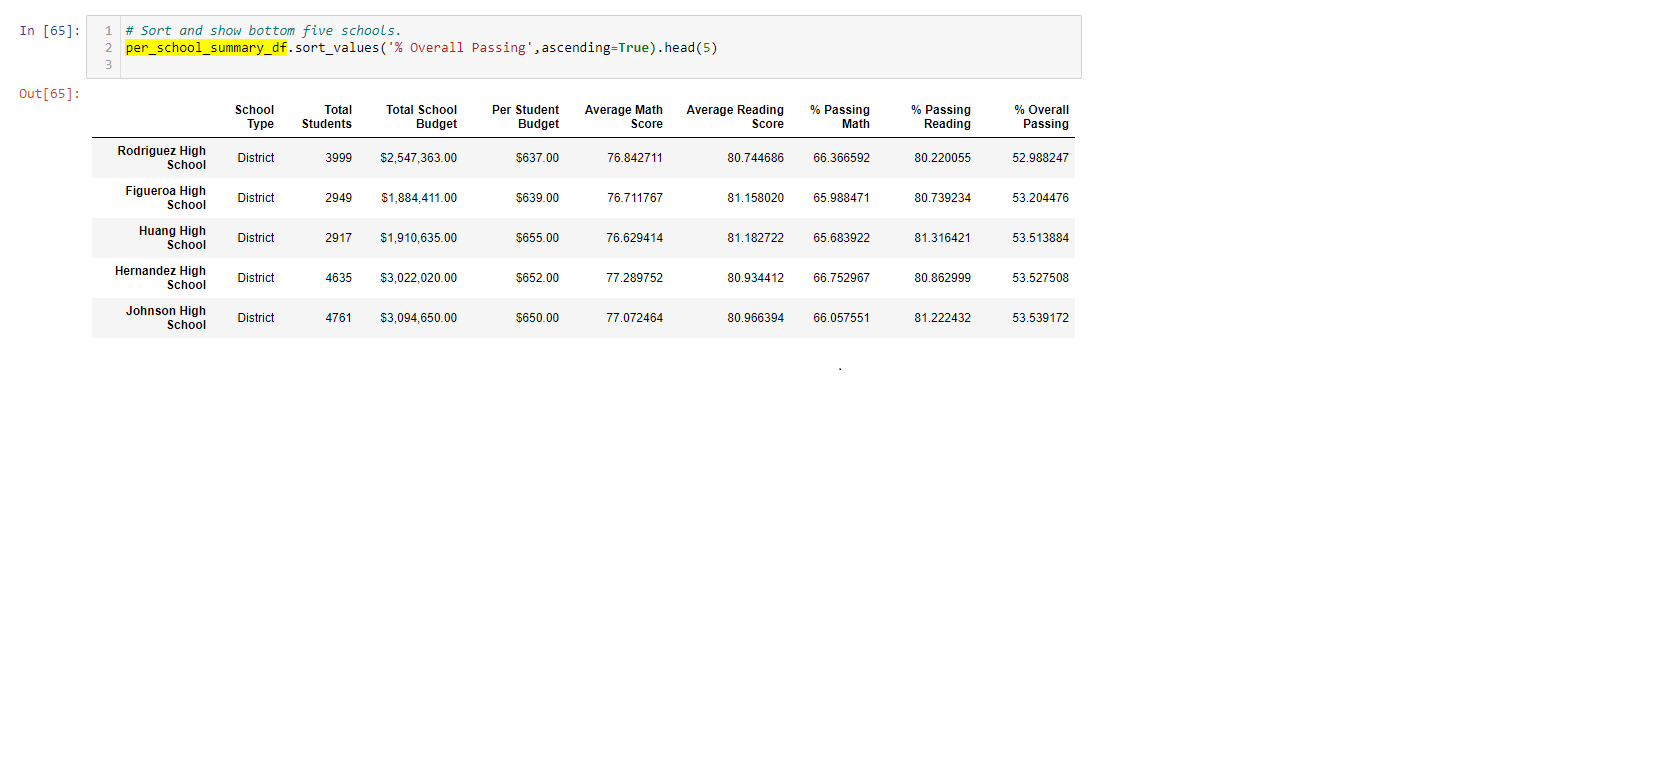 In [65]:
1 # Sort and show bottom five schools.
2 per_school_summary_df.sort_values('% Overall Passing',ascending=True).head(5)
3
Out[65]:
School Type Total Students Total School Budget Per Student Budget Average Math Score Average Reading Score % Passing Math % Passing Reading % Overall Passing
Rodriguez High School District 3999 $2,547,363.00 $637.00 76.842711 80.744686 66.366592 80.220055 52.988247
Figueroa High School District 2949 $1,884,411.00 $639.00 76.711767 81.158020 65.988471 80.739234 53.204476
Huang High School District 2917 $1,910,635.00 $655.00 76.629414 81.182722 65.683922 81.316421 53.513884
Hernandez High School District 4635 $3,022,020.00 $652.00 77.289752 80.934412 66.752967 80.862999 53.527508
Johnson High School District 4761 $3,094,650.00 $650.00 77.072464 80.966394 66.057551 81.222432 53.539172